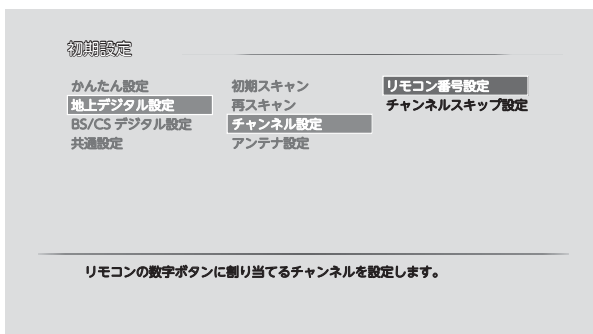 初期設定
かんたん設定
地上デジタル設定
BS/CS デジタル設定
共通設定
初期スキャン
再スキャン
チャンネル設定
アンテナ設定
リモコン番号設定
チャンネルスキップ設定
リモコンの数字ボタンに割り当てるチャンネルを設定します。